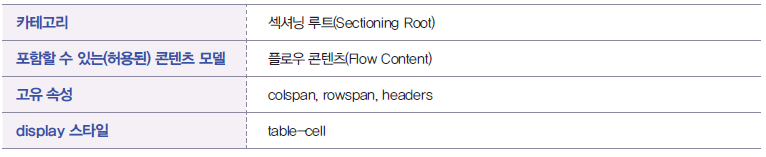 카테고리 섹셔닝 루트(Sectioning Root)
포함할 수 있는(허용된) 콘텐츠 모델 플로우 콘텐츠(Flow Content)
고유 속성 colspan, rowspan, headers
display 스타일 table-cell